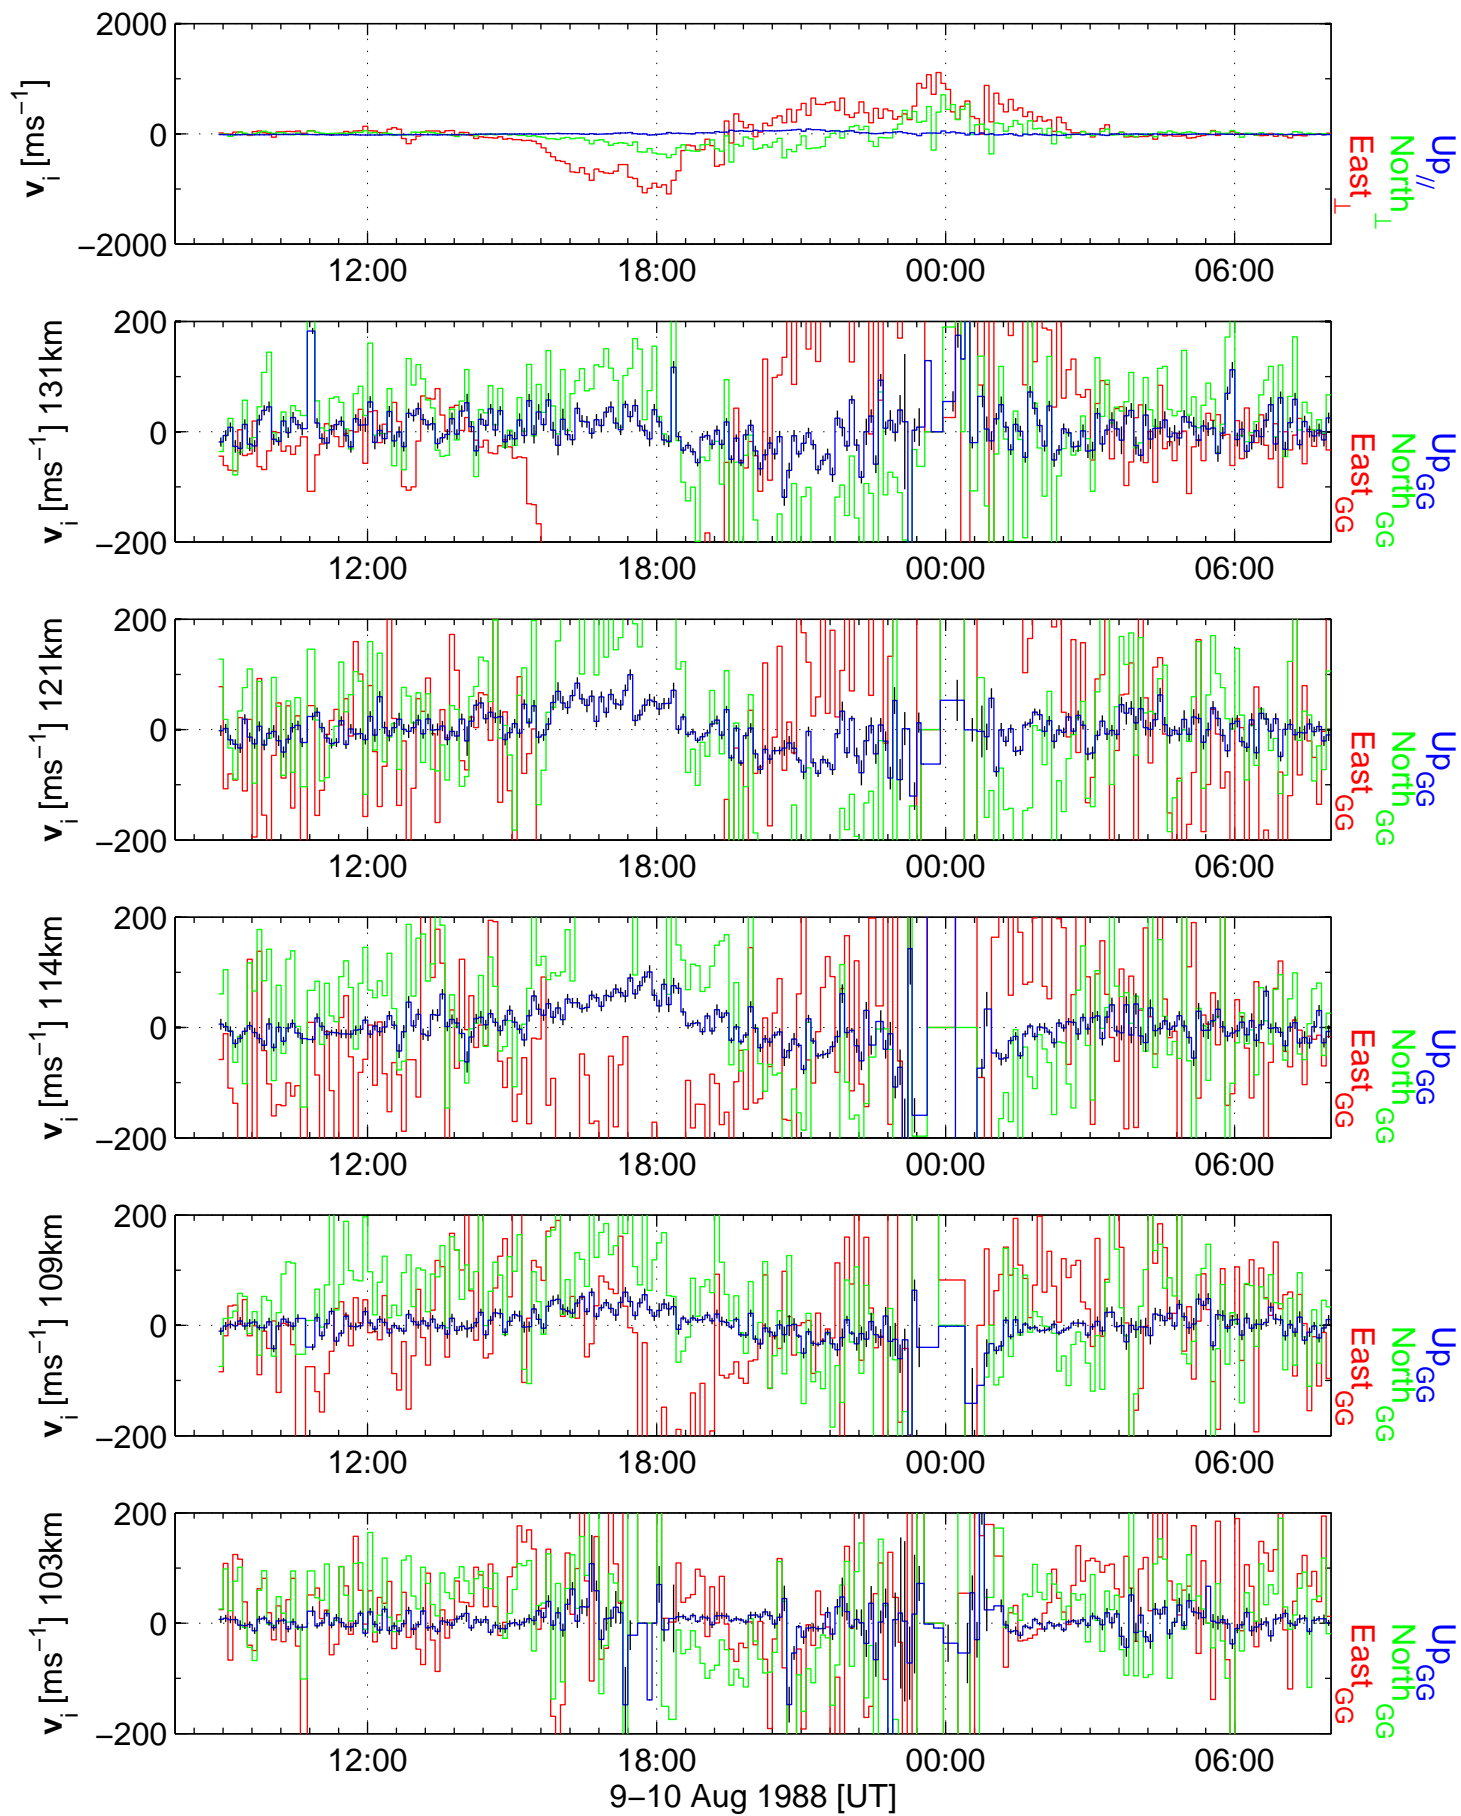 2000
0
−2000
v_i [ms⁻¹]
12:00 18:00 00:00 06:00
Up_//
North_⊥
East_⊥
200
0
−200
v_i [ms⁻¹] 131km
12:00 18:00 00:00 06:00
Up_GG
North_GG
East_GG
200
0
−200
v_i [ms⁻¹] 121km
12:00 18:00 00:00 06:00
Up_GG
North_GG
East_GG
200
0
−200
v_i [ms⁻¹] 114km
12:00 18:00 00:00 06:00
Up_GG
North_GG
East_GG
200
0
−200
v_i [ms⁻¹] 109km
12:00 18:00 00:00 06:00
Up_GG
North_GG
East_GG
200
0
−200
v_i [ms⁻¹] 103km
12:00 18:00 00:00 06:00
Up_GG
North_GG
East_GG
9−10 Aug 1988 [UT]